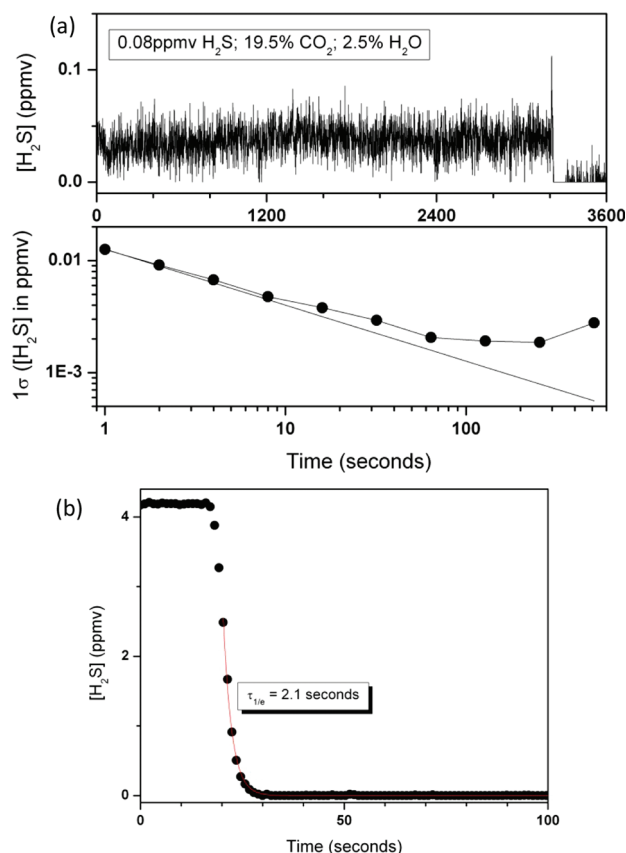 (a)
0.08ppmv H₂S; 19.5% CO₂; 2.5% H₂O
0.1
0.0
[H₂S] (ppmv)
0 1200 2400 3600
0.01
1E-3
1σ ([H₂S] in ppmv)
1 10 100
Time (seconds)
(b)
4
2
0
[H₂S] (ppmv)
τ1/e = 2.1 seconds
0 50 100
Time (seconds)